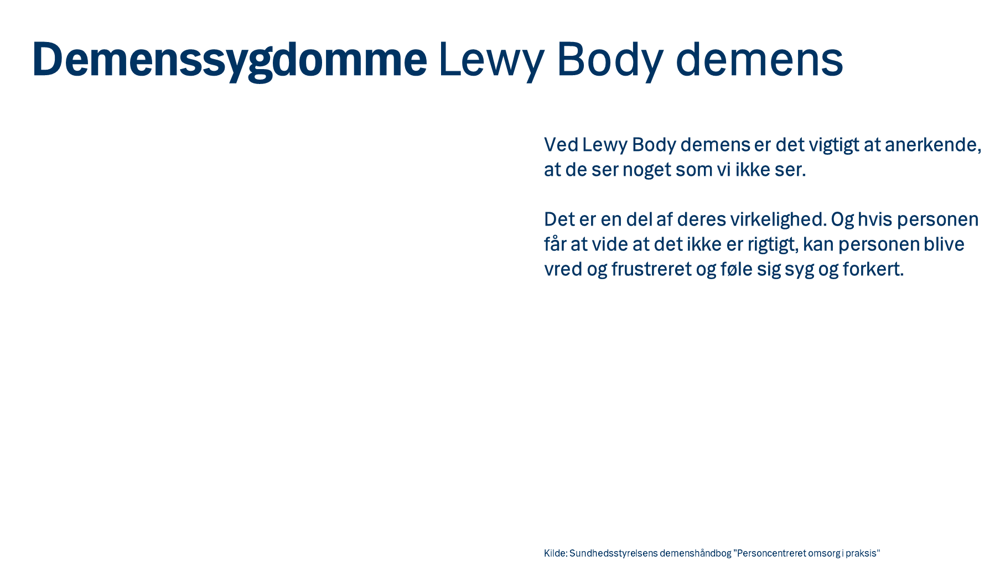 Demenssygdomme Lewy Body demens
Ved Lewy Body demens er det vigtigt at anerkende,
at de ser noget som vi ikke ser.
Det er en del af deres virkelighed. Og hvis personen
får at vide at det ikke er rigtigt, kan personen blive
vred og frustreret og føle sig syg og forkert.
Kilde: Sundhedsstyrelsens demenshåndbog ”Personcentreret omsorg i praksis"